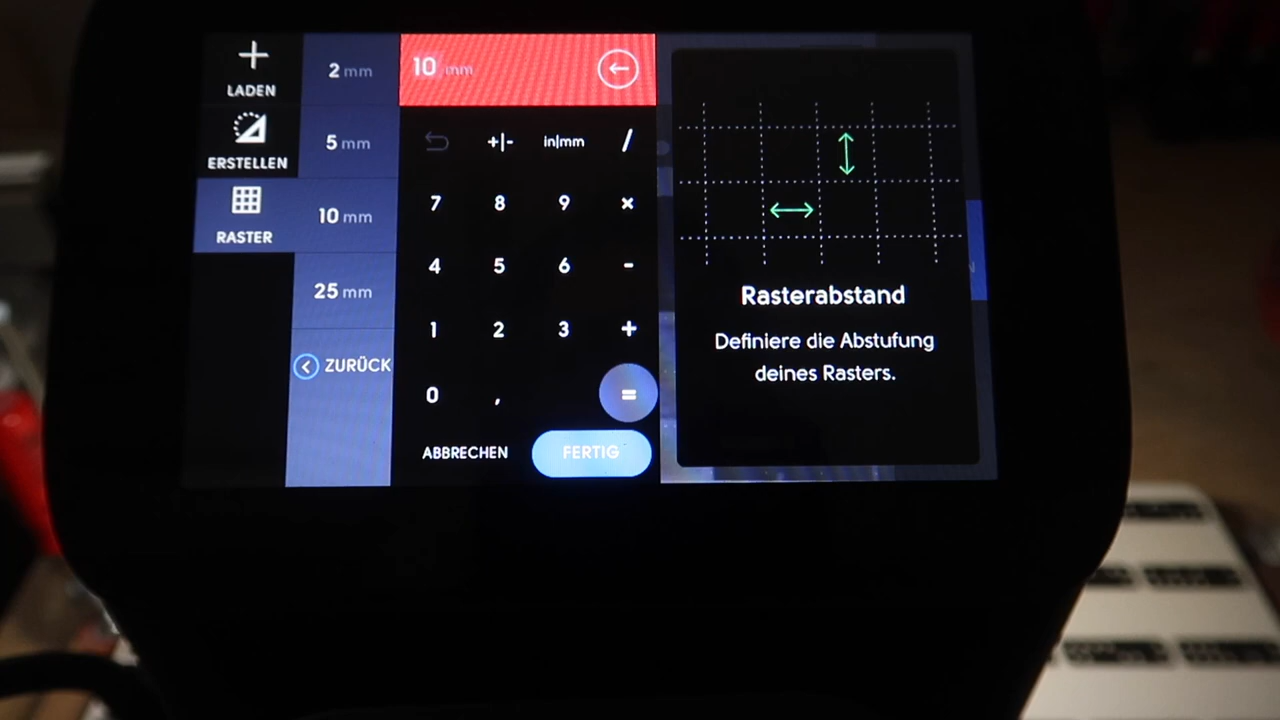 LADEN
ERSTELLEN
RASTER
2 mm
5 mm
10 mm
25 mm
ZURÜCK
10 mm
+|- in|mm /
7 8 9 ×
4 5 6 -
1 2 3 +
0 , =
ABBRECHEN FERTIG
Rasterabstand
Definiere die Abstufung
deines Rasters.